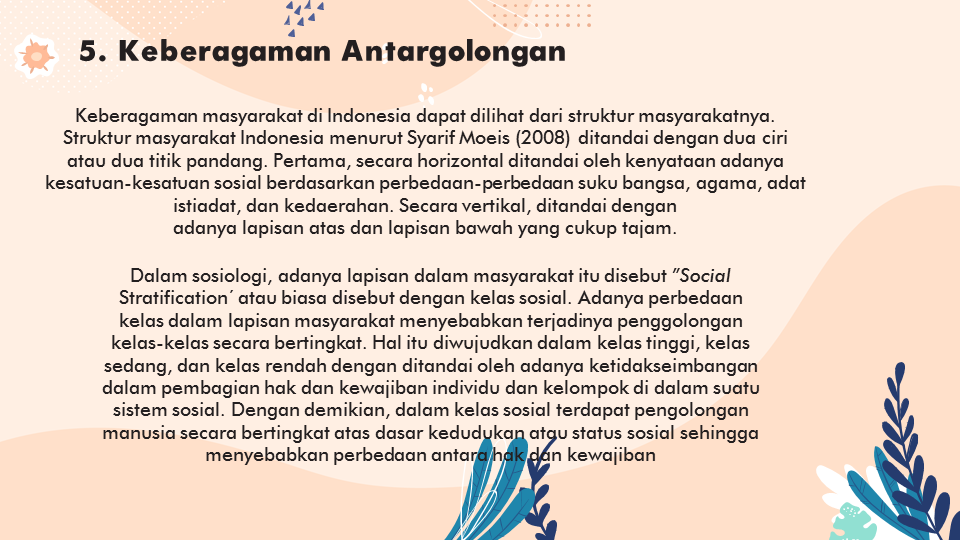 5. Keberagaman Antargolongan
Keberagaman masyarakat di Indonesia dapat dilihat dari struktur masyarakatnya.
Struktur masyarakat Indonesia menurut Syarif Moeis (2008) ditandai dengan dua ciri
atau dua titik pandang. Pertama, secara horizontal ditandai oleh kenyataan adanya
kesatuan-kesatuan sosial berdasarkan perbedaan-perbedaan suku bangsa, agama, adat
istiadat, dan kedaerahan. Secara vertikal, ditandai dengan
adanya lapisan atas dan lapisan bawah yang cukup tajam.
Dalam sosiologi, adanya lapisan dalam masyarakat itu disebut ”Social
Stratification´ atau biasa disebut dengan kelas sosial. Adanya perbedaan
kelas dalam lapisan masyarakat menyebabkan terjadinya penggolongan
kelas-kelas secara bertingkat. Hal itu diwujudkan dalam kelas tinggi, kelas
sedang, dan kelas rendah dengan ditandai oleh adanya ketidakseimbangan
dalam pembagian hak dan kewajiban individu dan kelompok di dalam suatu
sistem sosial. Dengan demikian, dalam kelas sosial terdapat pengolongan
manusia secara bertingkat atas dasar kedudukan atau status sosial sehingga
menyebabkan perbedaan antara hak dan kewajiban